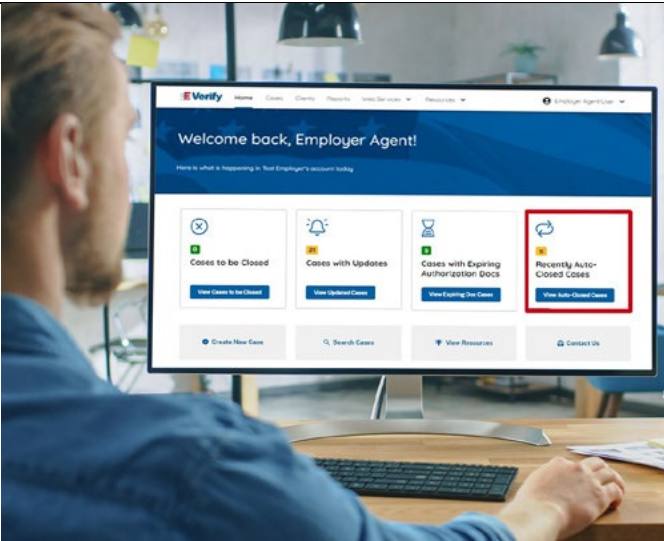 E-Verify Home Cases Clients Reports Web Services Resources Employer Agent User
Welcome back, Employer Agent!
Here is what is happening in Test Employer's account today
Cases to be Closed
View Cases to be Closed
21
Cases with Updates
View Updated Cases
Cases with Expiring
Authorization Docs
View Expiring Doc Cases
Recently Auto-
Closed Cases
View Auto-Closed Cases
Create New Case
Search Cases
View Resources
Contact Us